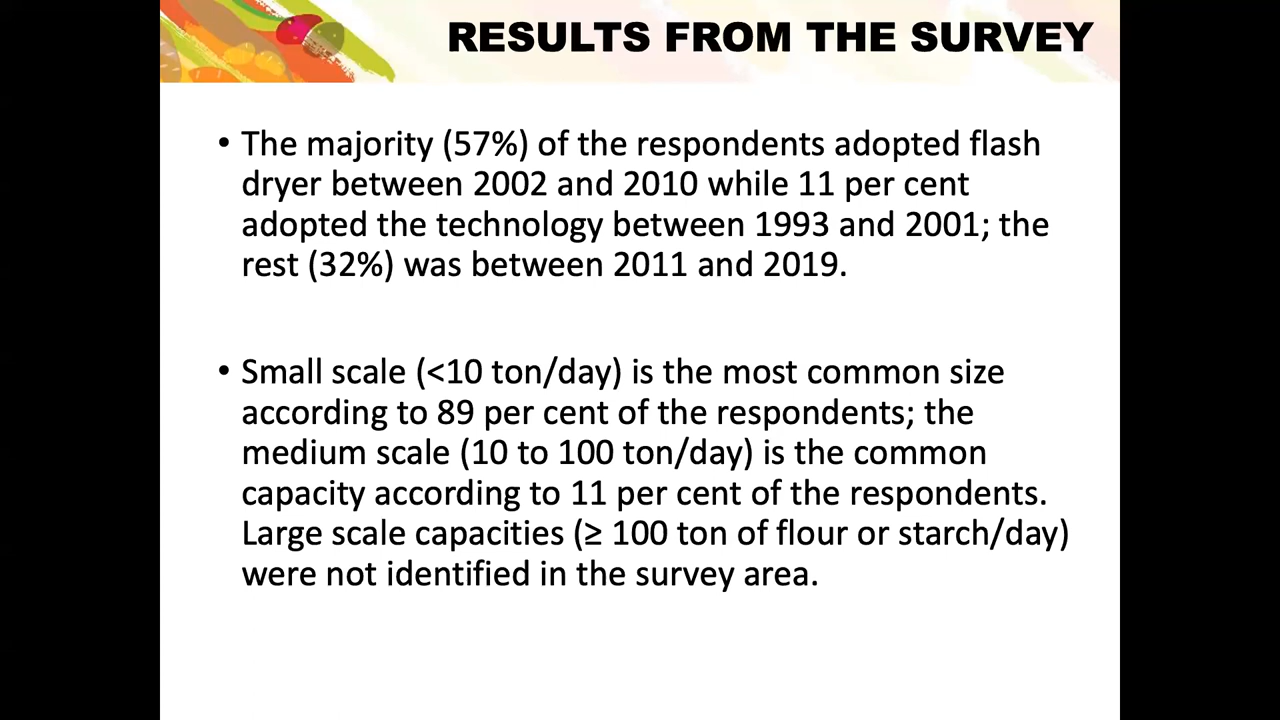 RESULTS FROM THE SURVEY
• The majority (57%) of the respondents adopted flash
dryer between 2002 and 2010 while 11 per cent
adopted the technology between 1993 and 2001; the
rest (32%) was between 2011 and 2019.
• Small scale (<10 ton/day) is the most common size
according to 89 per cent of the respondents; the
medium scale (10 to 100 ton/day) is the common
capacity according to 11 per cent of the respondents.
Large scale capacities (≥ 100 ton of flour or starch/day)
were not identified in the survey area.